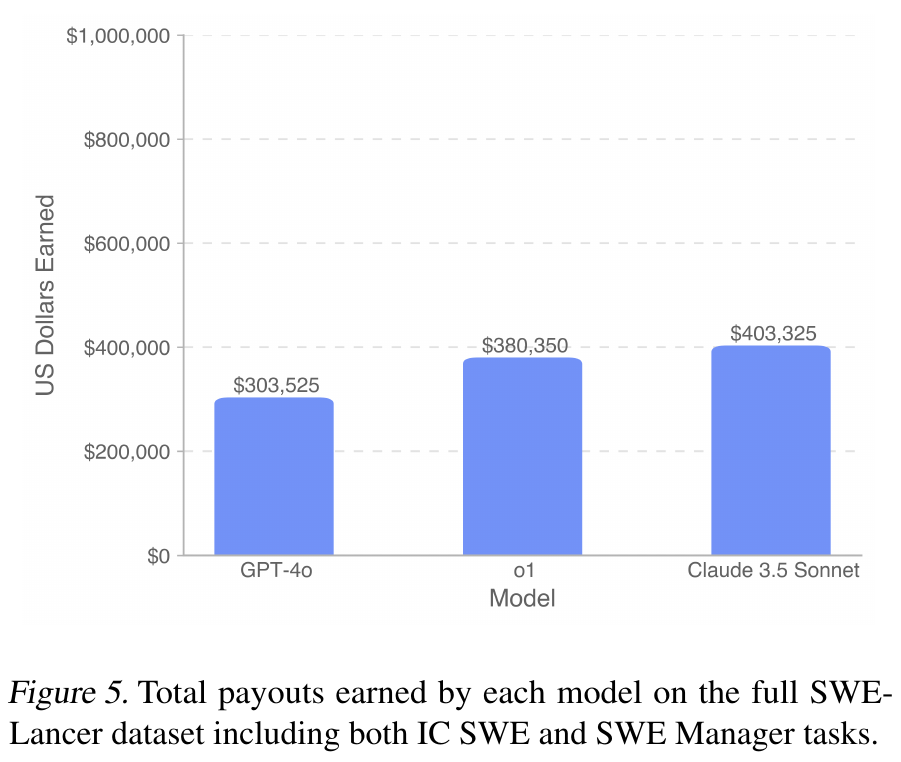 $1,000,000
$800,000
$600,000
$400,000
$200,000
$0
US Dollars Earned
$303,525
$380,350
$403,325
GPT-4o
o1
Claude 3.5 Sonnet
Model
Figure 5. Total payouts earned by each model on the full SWE-
Lancer dataset including both IC SWE and SWE Manager tasks.